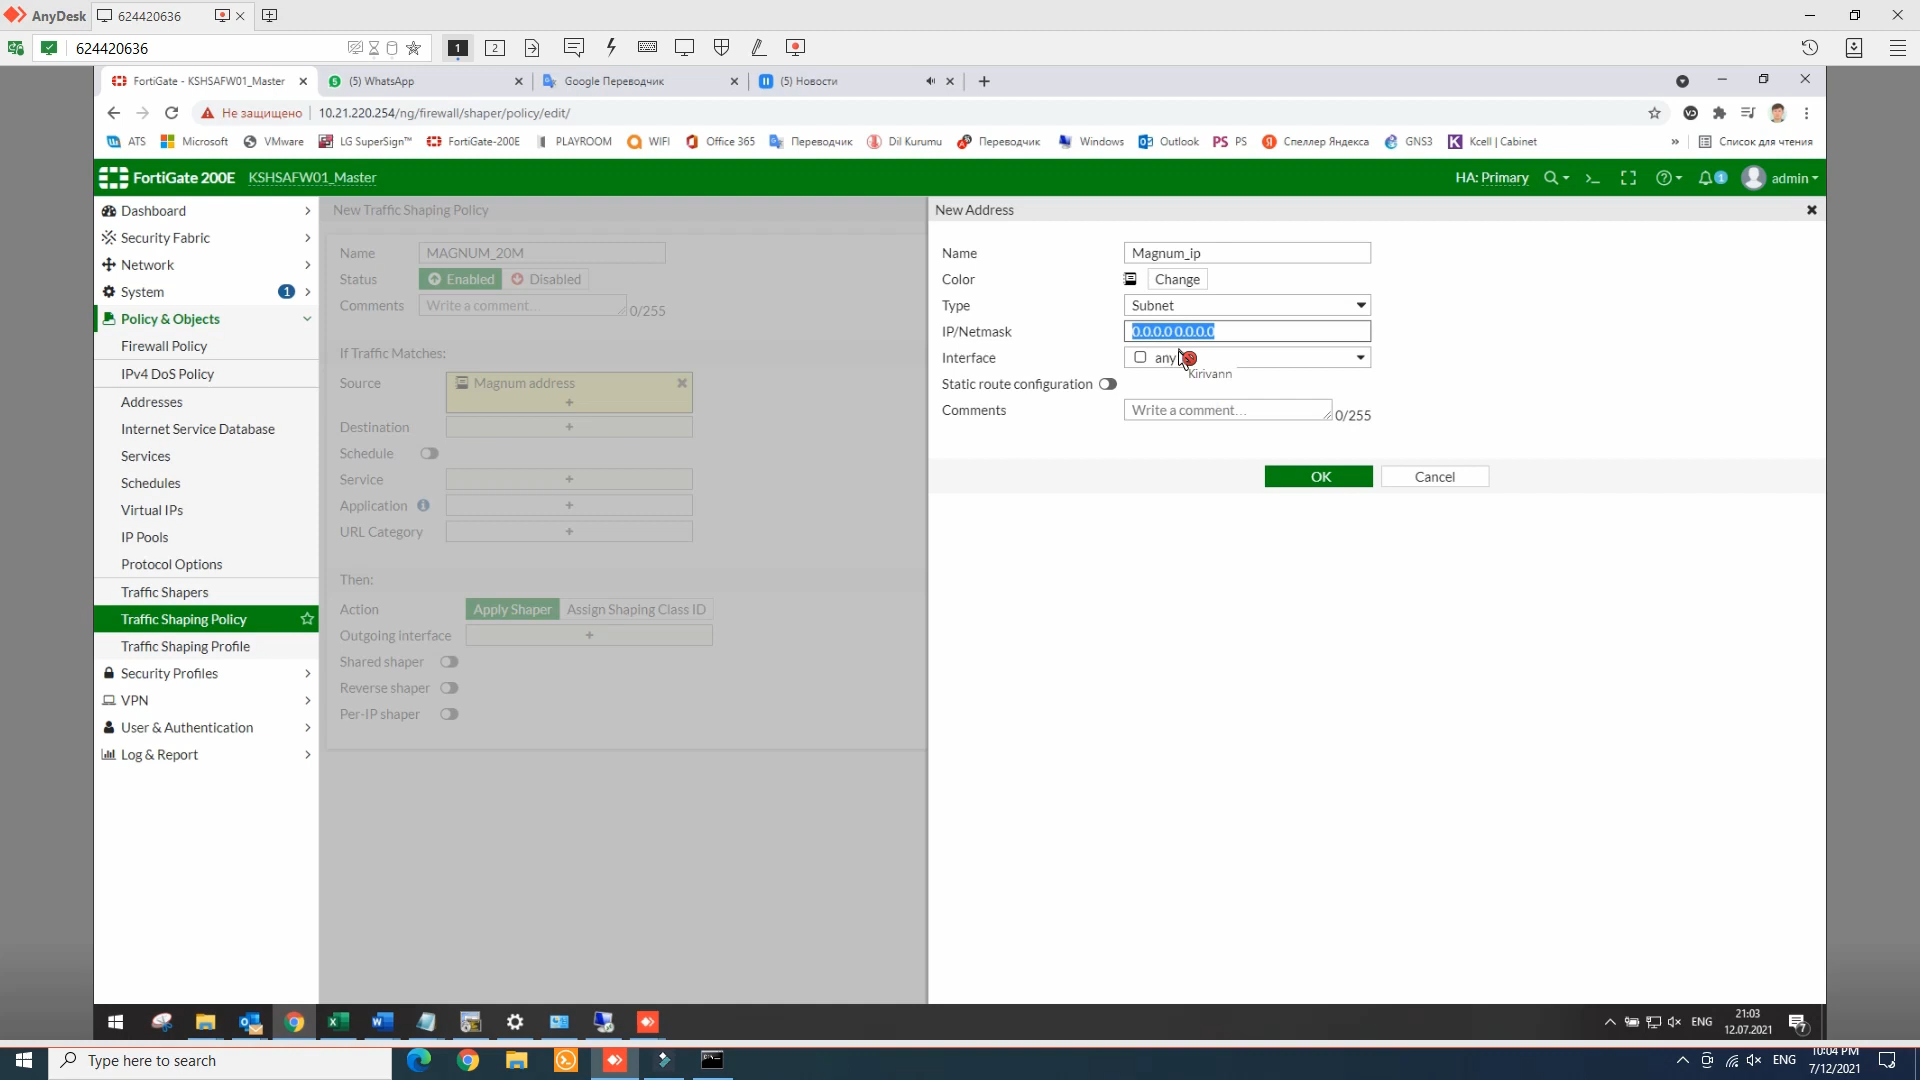 AnyDesk
624420636
624420636
1
2
FortiGate - KSHSAFW01_Master
(5) WhatsApp
Google Переводчик
(5) Новости
Не защищено
10.21.220.254/ng/firewall/shaper/policy/edit/
ATS
Microsoft
VMware
LG SuperSign™
FortiGate-200E
PLAYROOM
WIFI
Office 365
Переводчик
Dil Kurumu
Переводчик
Windows
Outlook
PS PS
Спеллер Яндекса
GNS3
Kcell | Cabinet
»
Список для чтения
FortiGate 200E
KSHSAFW01_Master
HA: Primary
1
admin
Dashboard
Security Fabric
Network
System
1
Policy & Objects
Firewall Policy
IPv4 DoS Policy
Addresses
Internet Service Database
Services
Schedules
Virtual IPs
IP Pools
Protocol Options
Traffic Shapers
Traffic Shaping Policy
Traffic Shaping Profile
Security Profiles
VPN
User & Authentication
Log & Report
New Traffic Shaping Policy
Name
MAGNUM_20M
Status
Enabled
Disabled
Comments
Write a comment...
0/255
If Traffic Matches:
Source
Magnum address
+
Destination
+
Schedule
Service
+
Application
+
URL Category
+
Then:
Action
Apply Shaper
Assign Shaping Class ID
Outgoing interface
+
Shared shaper
Reverse shaper
Per-IP shaper
New Address
Name
Magnum_ip
Color
Change
Type
Subnet
IP/Netmask
0.0.0.0 0.0.0.0
Interface
any
Kirivann
Static route configuration
Comments
Write a comment...
0/255
OK
Cancel
ENG
21:03
12.07.2021
7
Type here to search
ENG
10:04 PM
7/12/2021